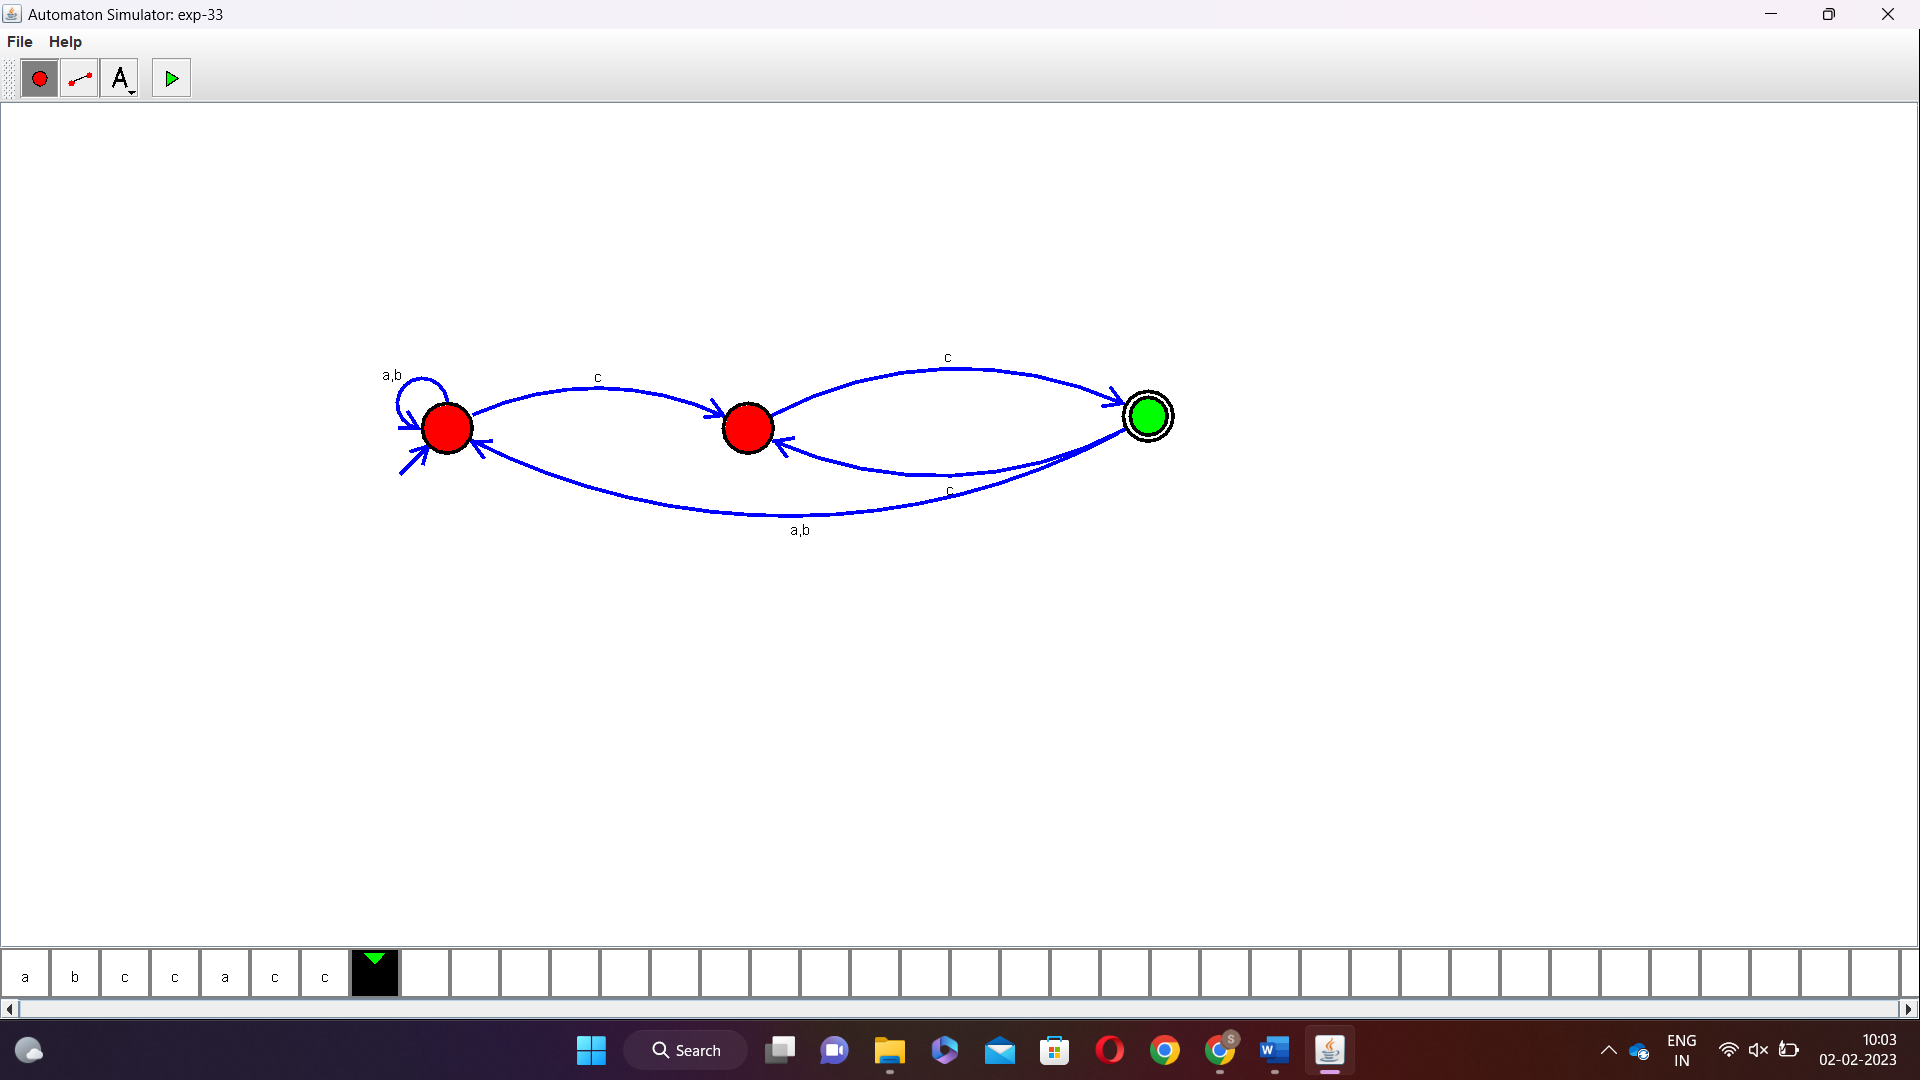 Automaton Simulator: exp-33
File Help
A
a,b
c
c
c
a,b
a b c c a c c
Search
S
W
ENG
IN
10:03
02-02-2023